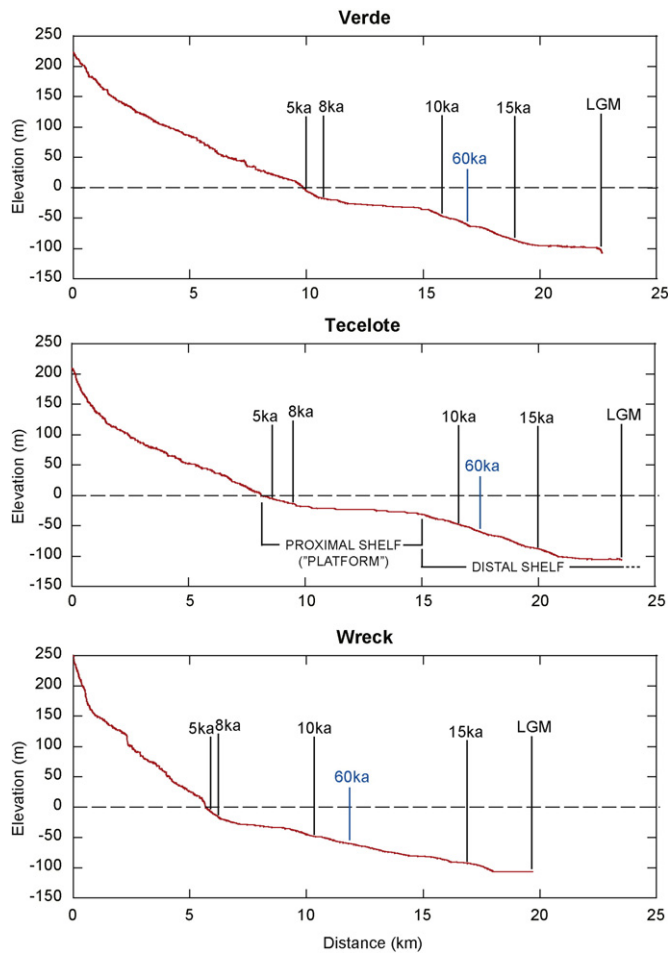 Verde
250
200
150
100
50
0
-50
-100
-150
Elevation (m)
5ka 8ka 10ka 60ka 15ka LGM
0 5 10 15 20 25
Tecelote
250
200
150
100
50
0
-50
-100
-150
Elevation (m)
5ka 8ka 10ka 60ka 15ka LGM
PROXIMAL SHELF
("PLATFORM")
DISTAL SHELF
0 5 10 15 20 25
Wreck
250
200
150
100
50
0
-50
-100
-150
Elevation (m)
5ka 8ka 10ka 60ka 15ka LGM
0 5 10 15 20 25
Distance (km)